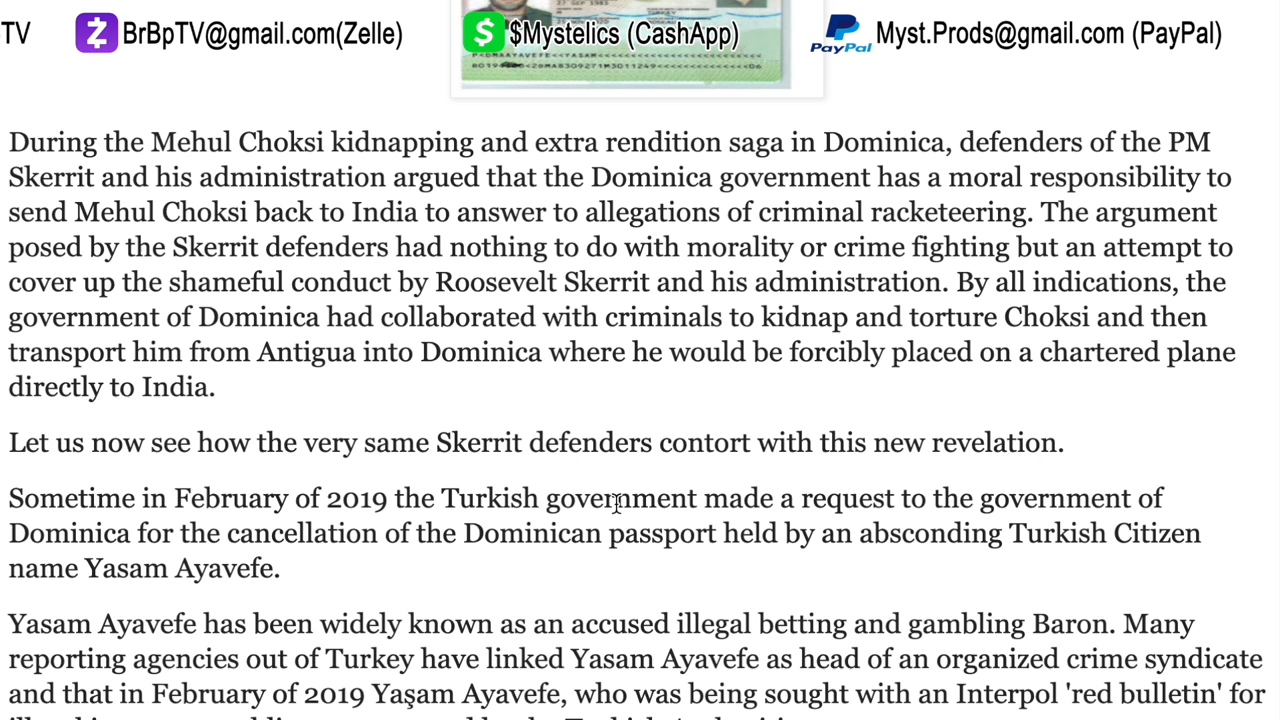 TV BrBpTV@gmail.com(Zelle) $Mystelics (CashApp) PayPal Myst.Prods@gmail.com (PayPal)
During the Mehul Choksi kidnapping and extra rendition saga in Dominica, defenders of the PM
Skerrit and his administration argued that the Dominica government has a moral responsibility to
send Mehul Choksi back to India to answer to allegations of criminal racketeering. The argument
posed by the Skerrit defenders had nothing to do with morality or crime fighting but an attempt to
cover up the shameful conduct by Roosevelt Skerrit and his administration. By all indications, the
government of Dominica had collaborated with criminals to kidnap and torture Choksi and then
transport him from Antigua into Dominica where he would be forcibly placed on a chartered plane
directly to India.
Let us now see how the very same Skerrit defenders contort with this new revelation.
Sometime in February of 2019 the Turkish government made a request to the government of
Dominica for the cancellation of the Dominican passport held by an absconding Turkish Citizen
name Yasam Ayavefe.
Yasam Ayavefe has been widely known as an accused illegal betting and gambling Baron. Many
reporting agencies out of Turkey have linked Yasam Ayavefe as head of an organized crime syndicate
and that in February of 2019 Yaşam Ayavefe, who was being sought with an Interpol 'red bulletin' for